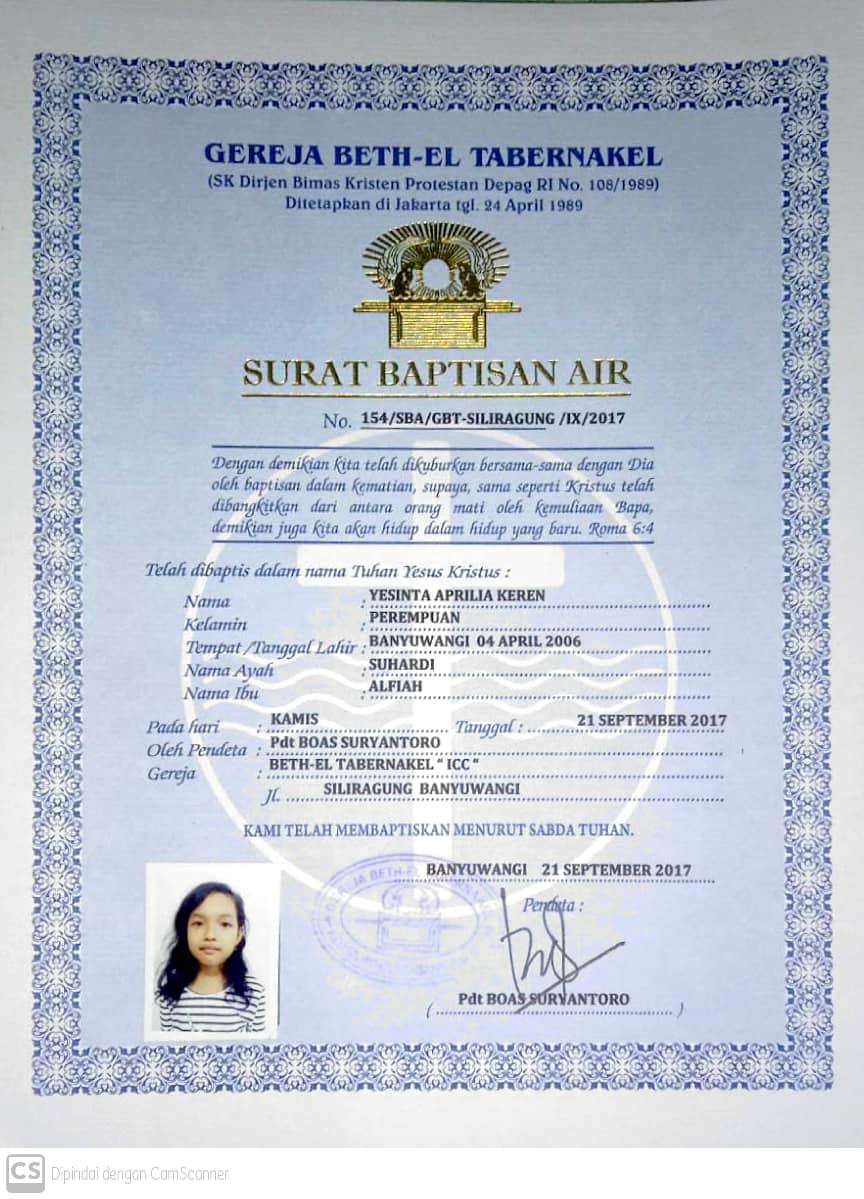 GEREJA BETH-EL TABERNAKEL
(SK Dirjen Bimas Kristen Protestan Depag RI No. 108/1989)
Ditetapkan di Jakarta tgl. 24 April 1989
SURAT BAPTISAN AIR
No. 154/SBA/GBT-SILIRAGUNG /IX/2017
Dengan demikian kita telah dikuburkan bersama-sama dengan Dia
oleh baptisan dalam kematian, supaya, sama seperti Kristus telah
dibangkitkan dari antara orang mati oleh kemuliaan Bapa,
demikian juga kita akan hidup dalam hidup yang baru. Roma 6:4
Telah dibaptis dalam nama Tuhan Yesus Kristus :
Nama : YESINTA APRILIA KEREN
Kelamin : PEREMPUAN
Tempat/Tanggal Lahir : BANYUWANGI 04 APRIL 2006
Nama Ayah : SUHARDI
Nama Ibu : ALFIAH
Pada hari : KAMIS Tanggal : 21 SEPTEMBER 2017
Oleh Pendeta : Pdt BOAS SURYANTORO
Gereja : BETH-EL TABERNAKEL " ICC "
Jl. SILIRAGUNG BANYUWANGI
KAMI TELAH MEMBAPTISKAN MENURUT SABDA TUHAN.
BANYUWANGI 21 SEPTEMBER 2017
Pendeta :
Pdt BOAS SURYANTORO
CS Dipindai dengan CamScanner